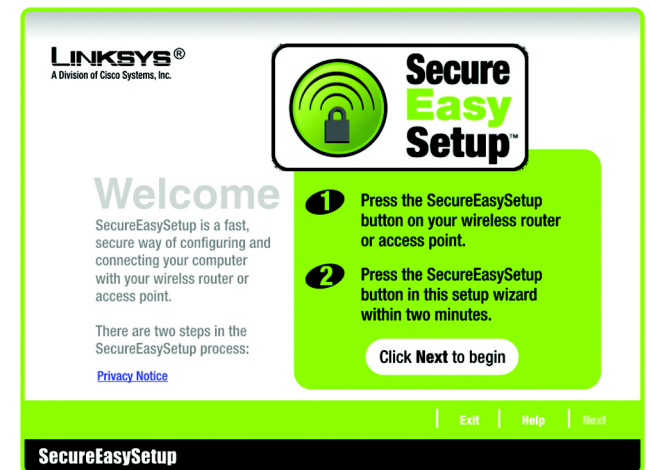 LINKSYS®
A Division of Cisco Systems, Inc.
Secure
Easy
Setup™
Welcome
SecureEasySetup is a fast,
secure way of configuring and
connecting your computer
with your wirelss router or
access point.
There are two steps in the
SecureEasySetup process:
Privacy Notice
1 Press the SecureEasySetup
button on your wireless router
or access point.
2 Press the SecureEasySetup
button in this setup wizard
within two minutes.
Click Next to begin
Exit Help Next
SecureEasySetup